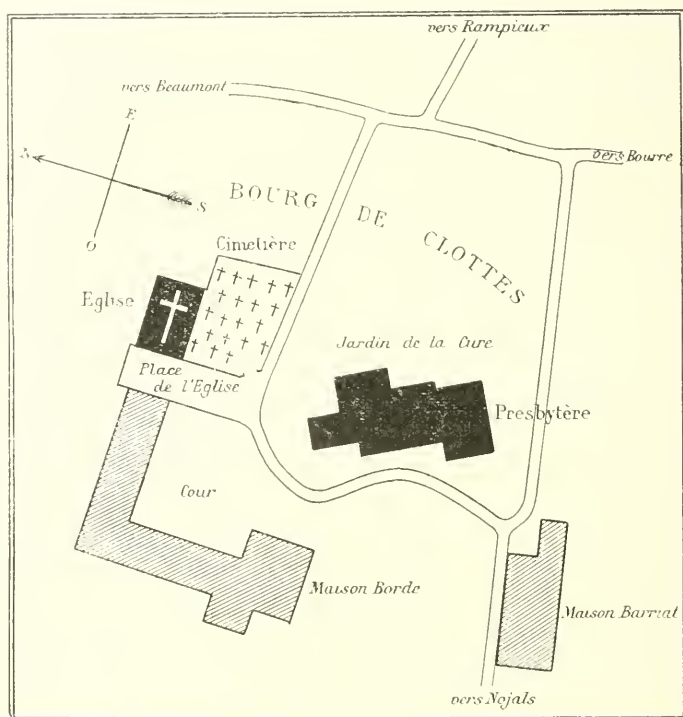 vers Rampieux
vers Beaumont
vers Bourre
E
N
S
O
BOURG DE CLOTTES
Cimetière
Eglise
Jardin de la Cure
Place
de l'Eglise
Presbytère
Cour
Maison Borde
Maison Barriat
vers Nojals